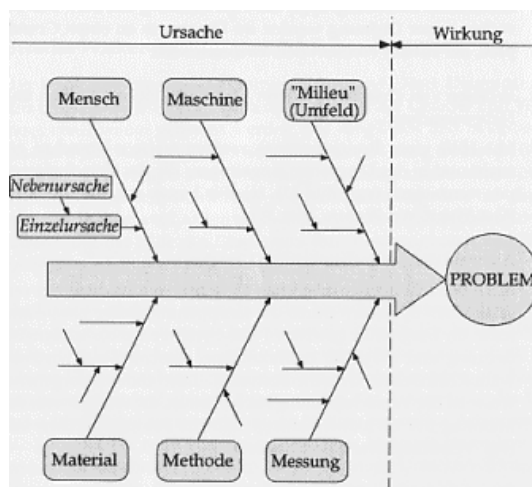 Ursache
Wirkung
Mensch
Maschine
"Milieu"
(Umfeld)
Nebenursache
Einzelursache
PROBLEM
Material
Methode
Messung